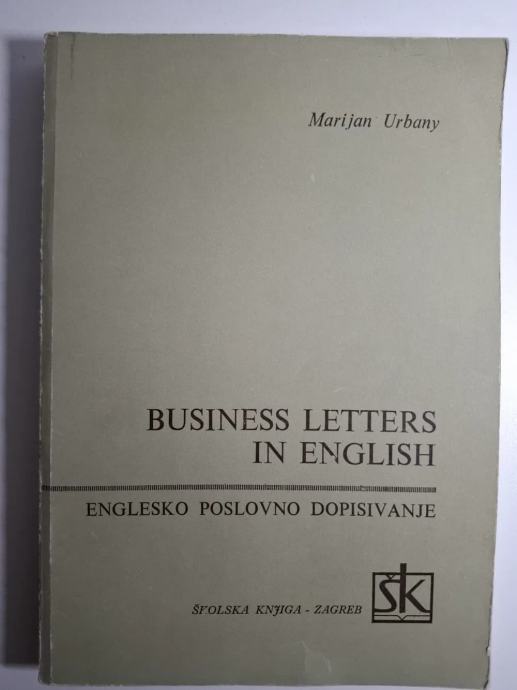 Marijan Urbany
BUSINESS LETTERS
IN ENGLISH
ENGLESKO POSLOVNO DOPISIVANJE
ŠKOLSKA KNJIGA - ZAGREB
šk